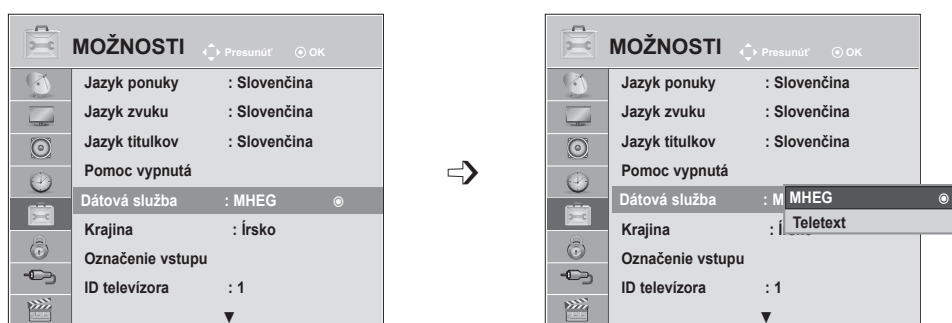 MOŽNOSTI Presunúť OK
Jazyk ponuky : Slovenčina
Jazyk zvuku : Slovenčina
Jazyk titulkov : Slovenčina
Pomoc vypnutá
Dátová služba : MHEG
Krajina : Írsko
Označenie vstupu
ID televízora : 1
MOŽNOSTI Presunúť OK
Jazyk ponuky : Slovenčina
Jazyk zvuku : Slovenčina
Jazyk titulkov : Slovenčina
Pomoc vypnutá
Dátová služba : M MHEG
Krajina : Í
Teletext
Označenie vstupu
ID televízora : 1